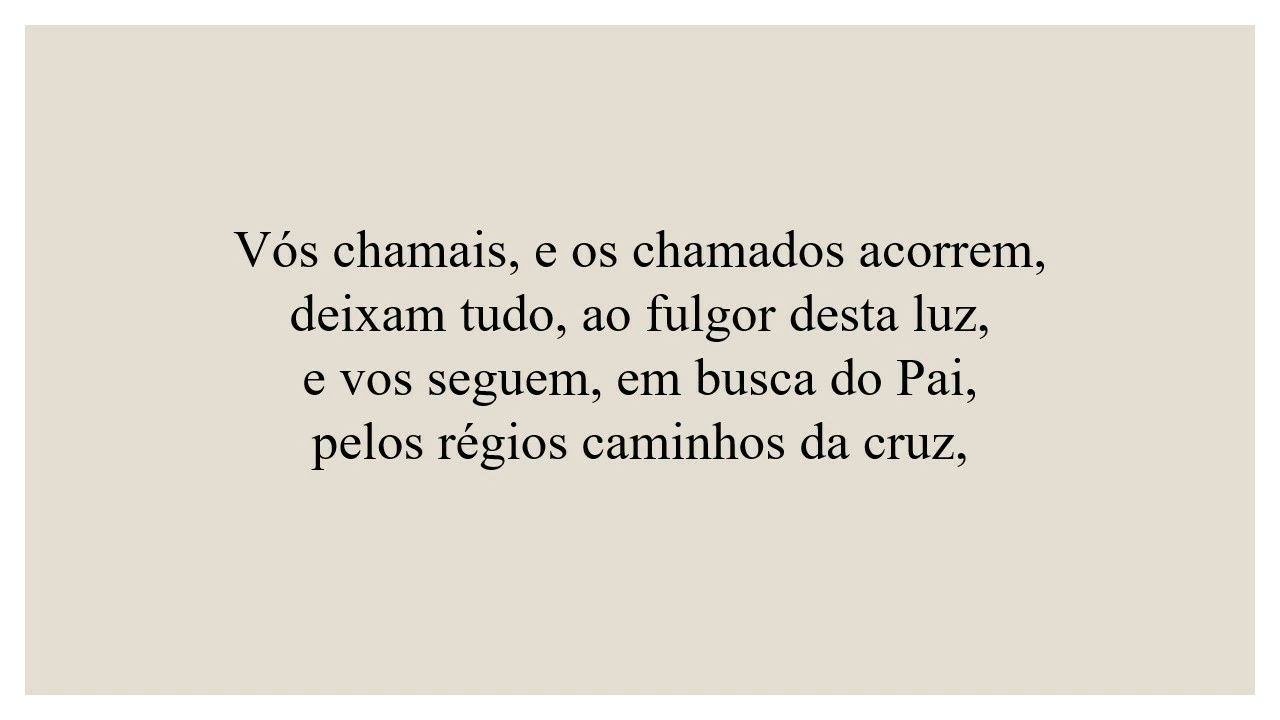 Vós chamais, e os chamados acorrem,
deixam tudo, ao fulgor desta luz,
e vos seguem, em busca do Pai,
pelos régios caminhos da cruz,